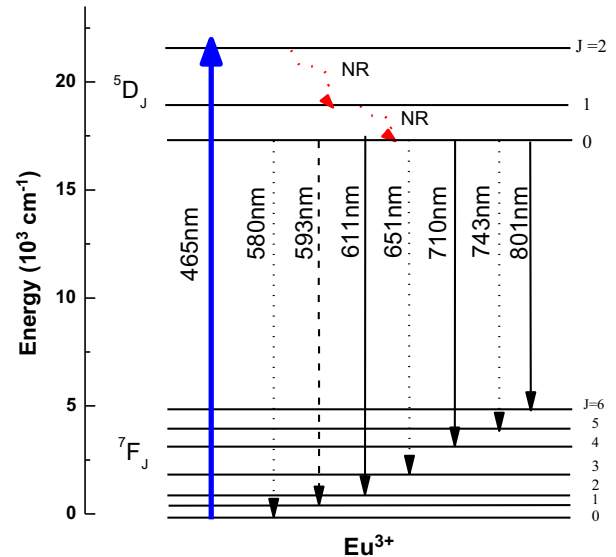 J=2
20
⁵D_J
NR
1
NR
0
15
465nm
580nm
593nm
611nm
651nm
710nm
743nm
801nm
Energy (10³ cm⁻¹)
10
5
J=6
5
4
⁷F_J
3
2
1
0
0
Eu³⁺